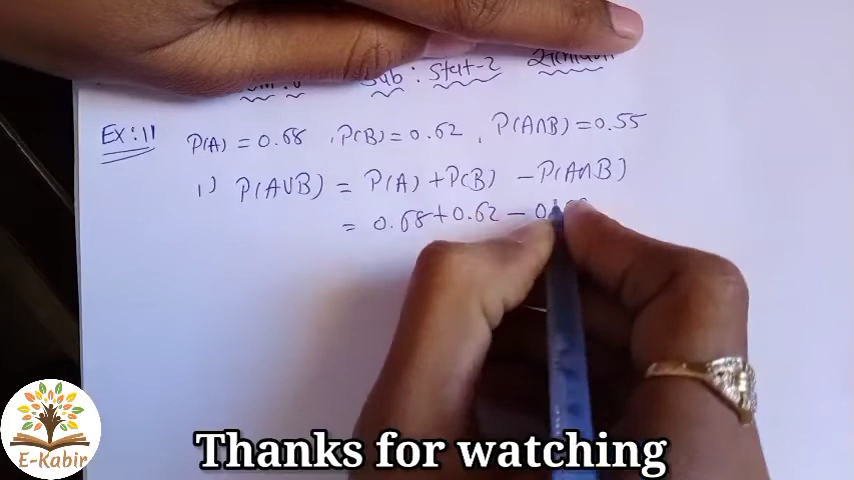 Sub : Stat-2
Ex:11 P(A) = 0.68 , P(B) = 0.62 , P(A∩B) = 0.55
1) P(A∪B) = P(A) + P(B) - P(A∩B)
= 0.68 + 0.62 - 0.
E-Kabir
Thanks for watching